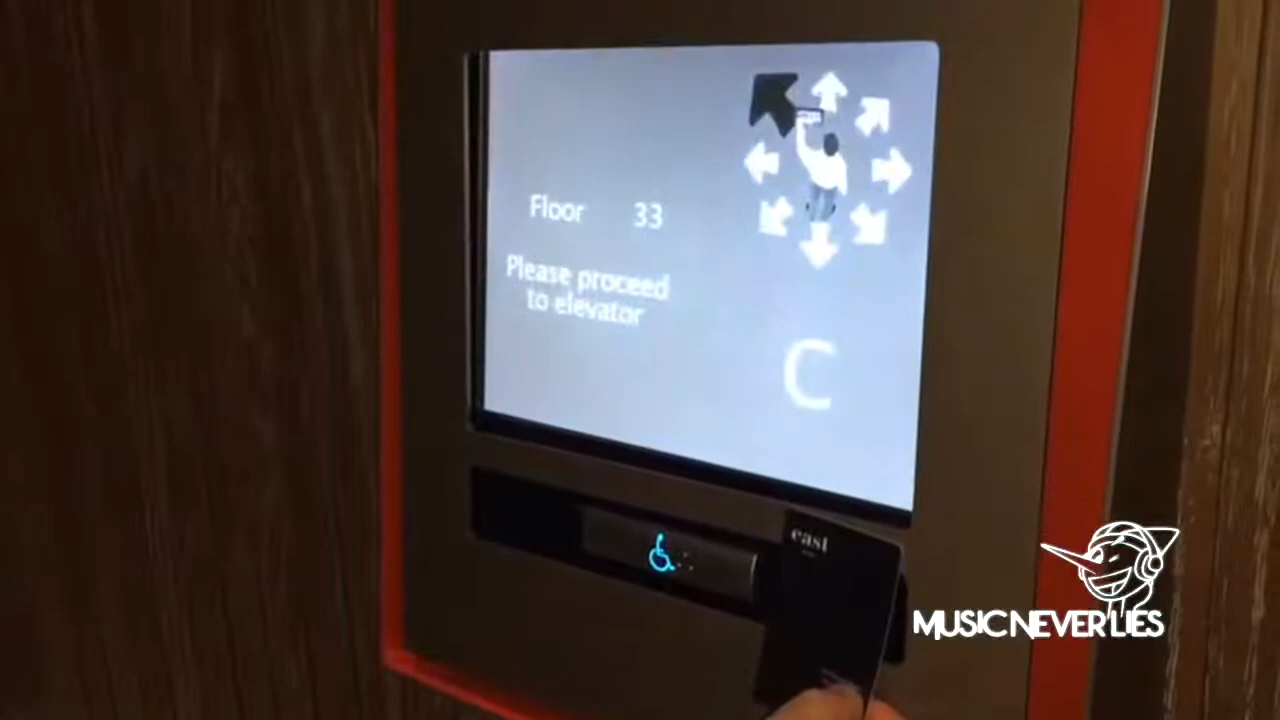 Floor 33
Please proceed
to elevator
C
east
MUSIC NEVER LIES